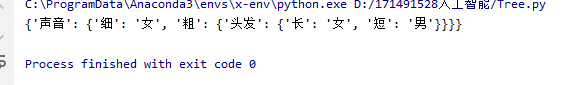 C:\ProgramData\Anaconda3\envs\x-env\python.exe D:/171491528人工智能/Tree.py
{'声音': {'细': '女', '粗': {'头发': {'长': '女', '短': '男'}}}}
Process finished with exit code 0